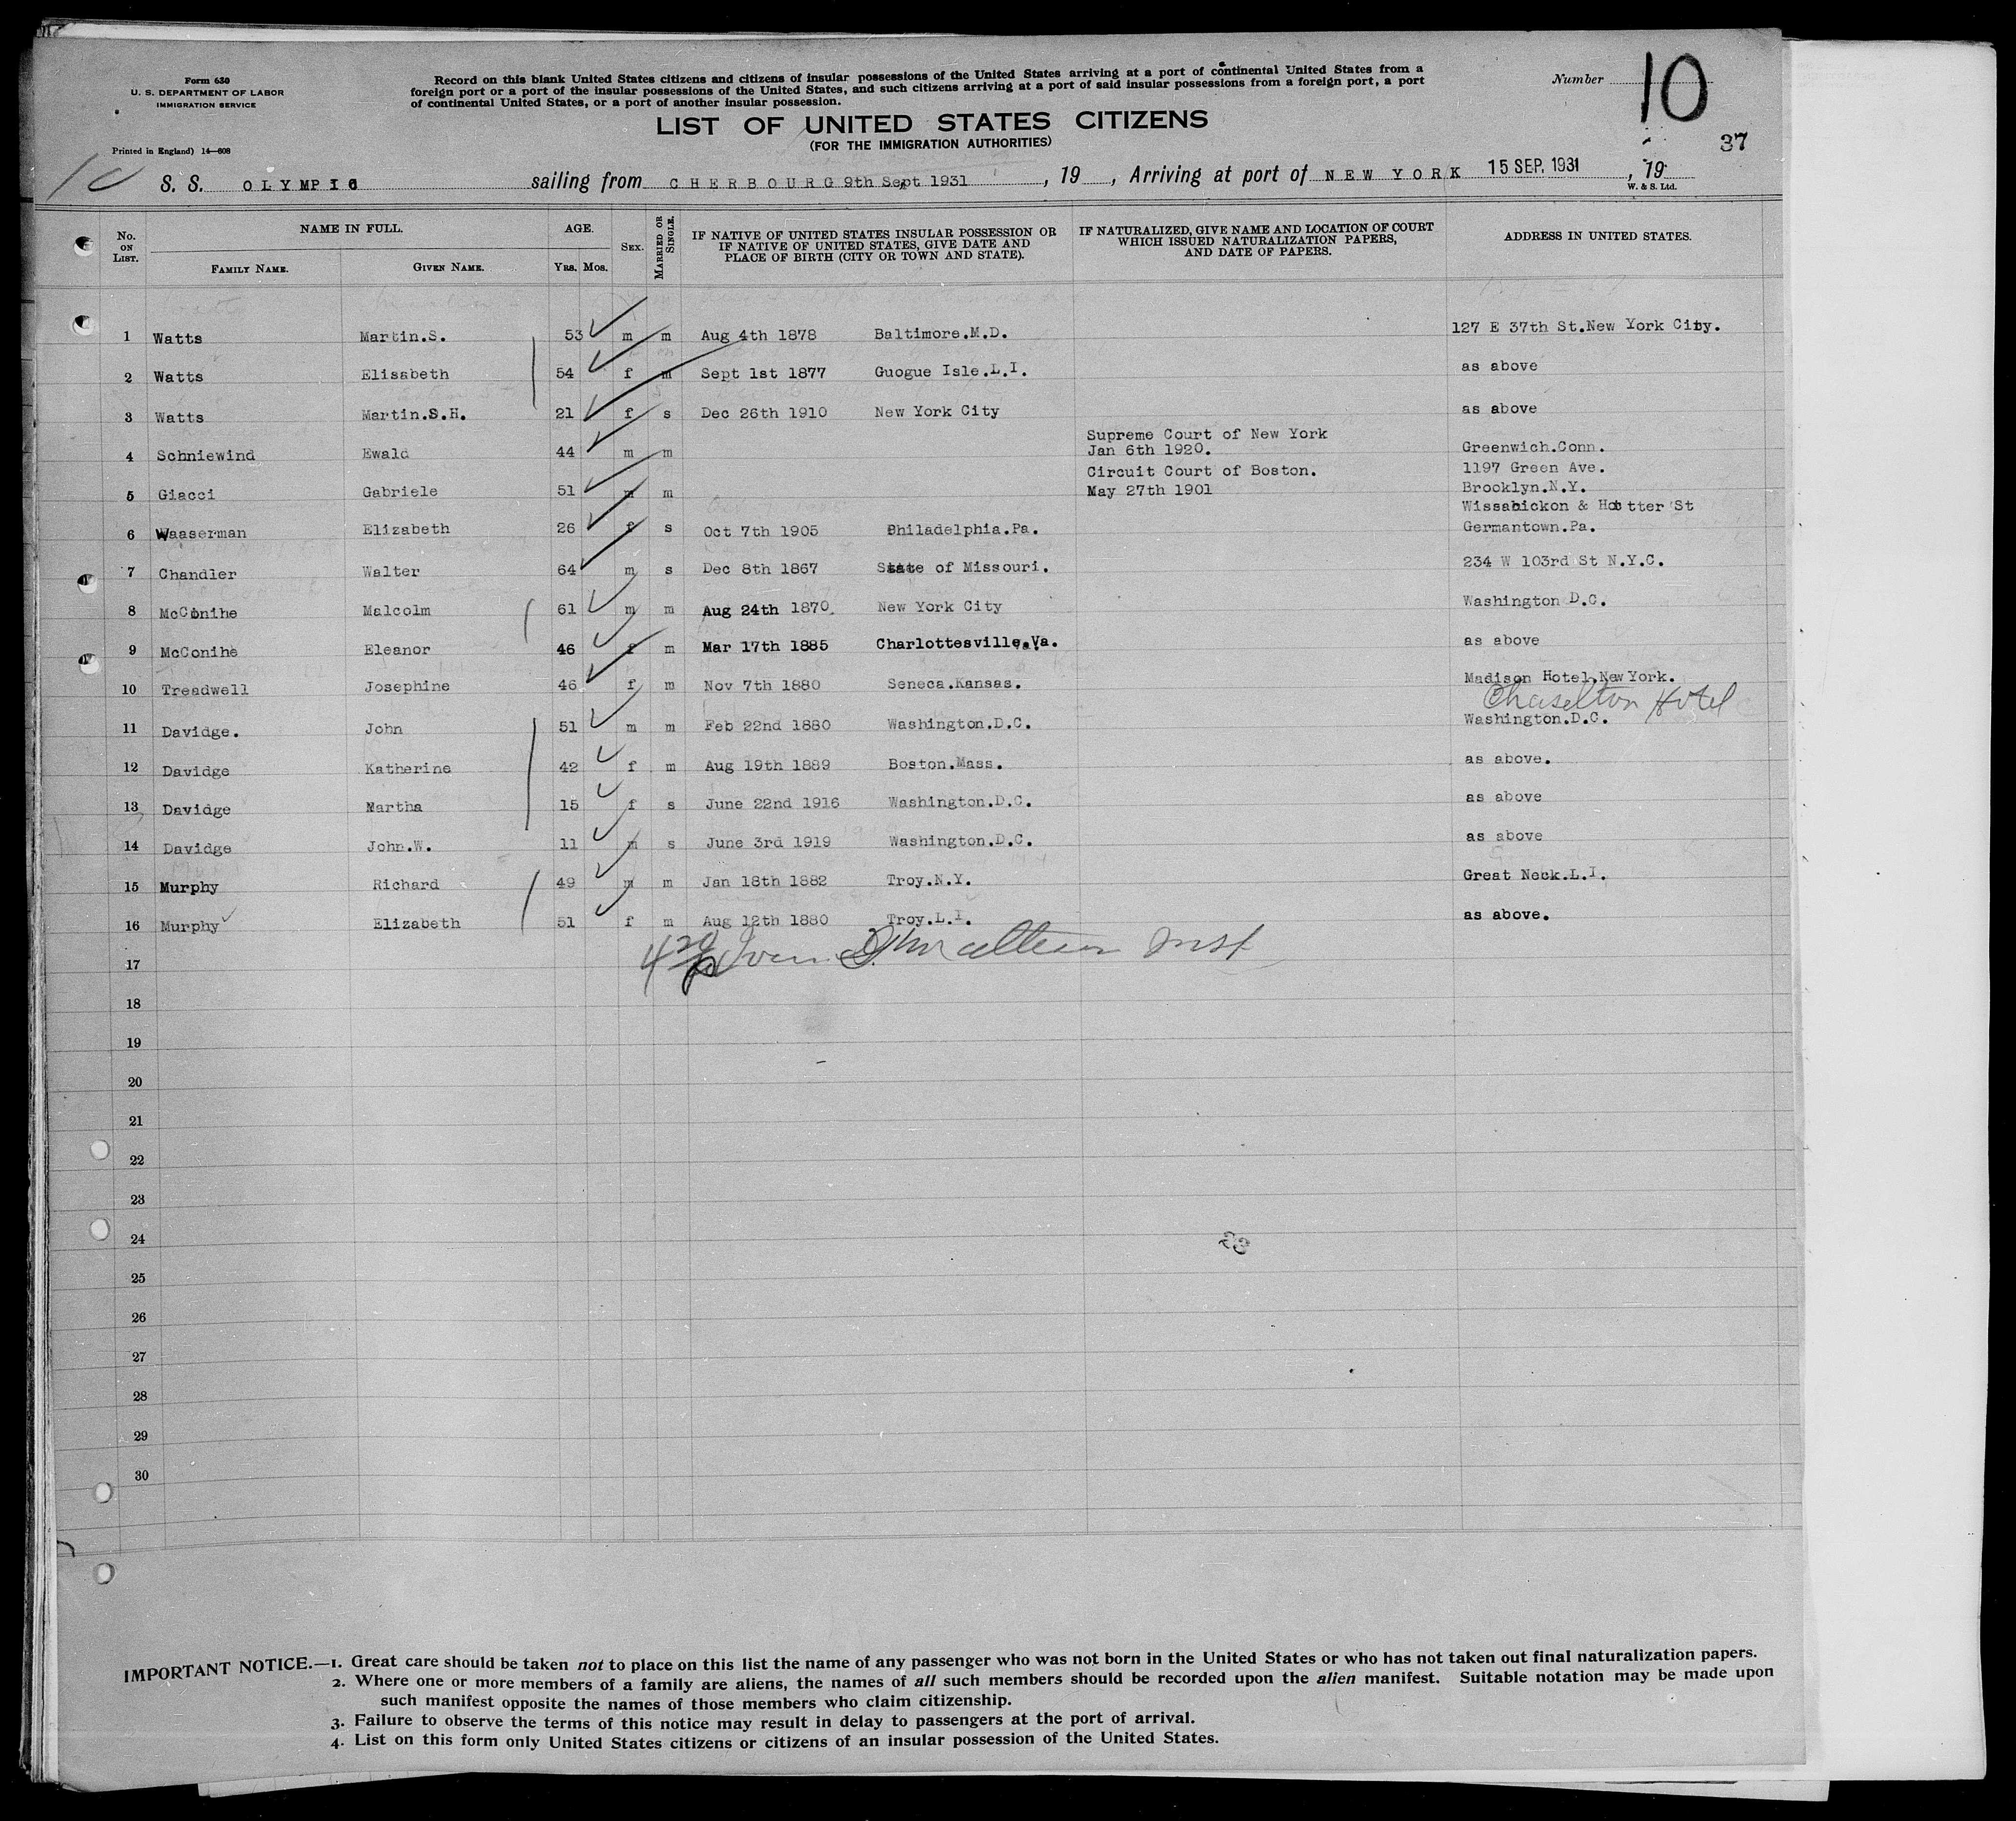 Form 630
U. S. DEPARTMENT OF LABOR
IMMIGRATION SERVICE
Printed in England) 14—608
Record on this blank United States citizens and citizens of insular possessions of the United States arriving at a port of continental United States from a
foreign port or a port of the insular possessions of the United States, and such citizens arriving at a port of said insular possessions from a foreign port, a port
of continental United States, or a port of another insular possession.
Number 10
37
LIST OF UNITED STATES CITIZENS
(FOR THE IMMIGRATION AUTHORITIES)
S. S. OLYMPIC sailing from CHERBOURG 9th Sept 1931, 19 , Arriving at port of NEW YORK 15 SEP. 1931, 19
W. & S. Ltd.
No. ON LIST. NAME IN FULL. FAMILY NAME. GIVEN NAME. AGE. YRS. MOS. SEX. MARRIED OR SINGLE. IF NATIVE OF UNITED STATES INSULAR POSSESSION OR IF NATIVE OF UNITED STATES, GIVE DATE AND PLACE OF BIRTH (CITY OR TOWN AND STATE). IF NATURALIZED, GIVE NAME AND LOCATION OF COURT WHICH ISSUED NATURALIZATION PAPERS, AND DATE OF PAPERS. ADDRESS IN UNITED STATES.
1 Watts Martin.S. 53 m m Aug 4th 1878 Baltimore.M.D. 127 E 37th St.New York City.
2 Watts Elisabeth 54 f m Sept 1st 1877 Guogue Isle.L.I. as above
3 Watts Martin.S.H. 21 f s Dec 26th 1910 New York City as above
4 Schniewind Ewald 44 m m Supreme Court of New York Jan 6th 1920. Greenwich.Conn.
5 Giacci Gabriele 51 m m Circuit Court of Boston. May 27th 1901 1197 Green Ave. Brooklyn.N.Y.
6 Waaserman Elizabeth 26 f s Oct 7th 1905 Philadelphia.Pa. Wissahickon & Hotter St Germantown.Pa.
7 Chandler Walter 64 m s Dec 8th 1867 State of Missouri. 234 W 103rd St N.Y.C.
8 McConihe Malcolm 61 m m Aug 24th 1870. New York City Washington D.C.
9 McConihe Eleanor 46 f m Mar 17th 1885 Charlottesville.Va. as above
10 Treadwell Josephine 46 f m Nov 7th 1880 Seneca.Kansas. Madison Hotel.New York.
Chaselton Hotel
11 Davidge. John 51 m m Feb 22nd 1880 Washington.D.C. Washington.D.C.
12 Davidge Katherine 42 f m Aug 19th 1889 Boston.Mass. as above.
13 Davidge Martha 15 f s June 22nd 1916 Washington.D.C. as above
14 Davidge John.W. 11 m s June 3rd 1919 Washington.D.C. as above
15 Murphy Richard 49 m m Jan 18th 1882 Troy.N.Y. Great Neck.L.I.
16 Murphy Elizabeth 51 f m Aug 12th 1880 Troy.L.I. as above.
17
18
19
20
21
22
23
24
25
26
27
28
29
30
IMPORTANT NOTICE.—1. Great care should be taken not to place on this list the name of any passenger who was not born in the United States or who has not taken out final naturalization papers.
2. Where one or more members of a family are aliens, the names of all such members should be recorded upon the alien manifest. Suitable notation may be made upon
such manifest opposite the names of those members who claim citizenship.
3. Failure to observe the terms of this notice may result in delay to passengers at the port of arrival.
4. List on this form only United States citizens or citizens of an insular possession of the United States.